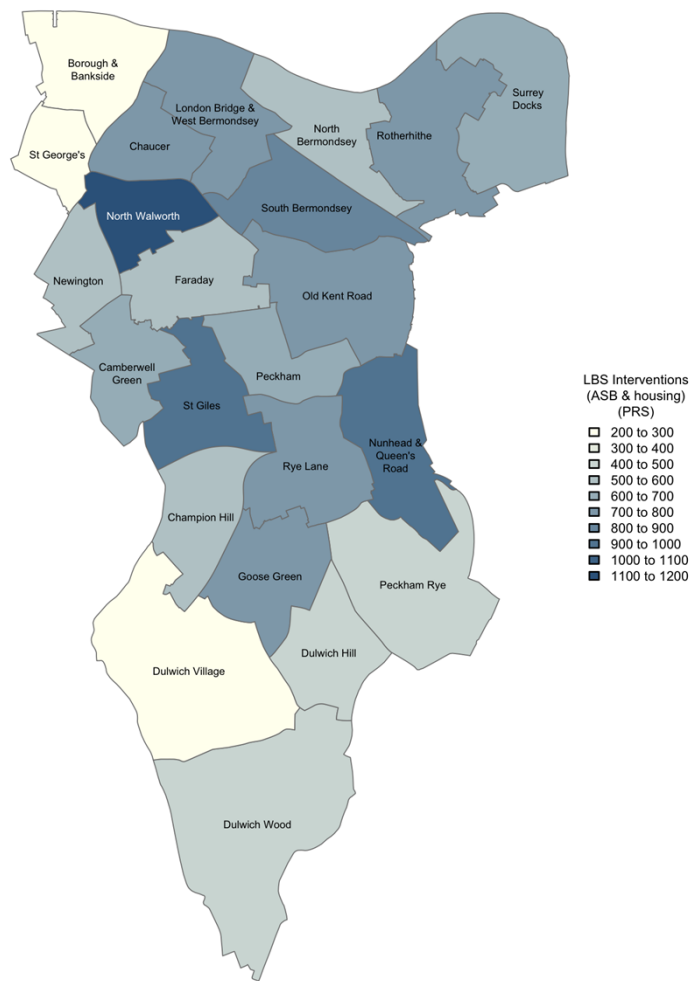 Borough &
Bankside
St George's
London Bridge &
West Bermondsey
Chaucer
North
Bermondsey
Rotherhithe
Surrey
Docks
North Walworth
South Bermondsey
Newington
Faraday
Old Kent Road
Camberwell
Green
Peckham
St Giles
Rye Lane
Nunhead &
Queen's
Road
Champion Hill
Goose Green
Peckham Rye
Dulwich Hill
Dulwich Village
Dulwich Wood
LBS Interventions
(ASB & housing)
(PRS)
200 to 300
300 to 400
400 to 500
500 to 600
600 to 700
700 to 800
800 to 900
900 to 1000
1000 to 1100
1100 to 1200